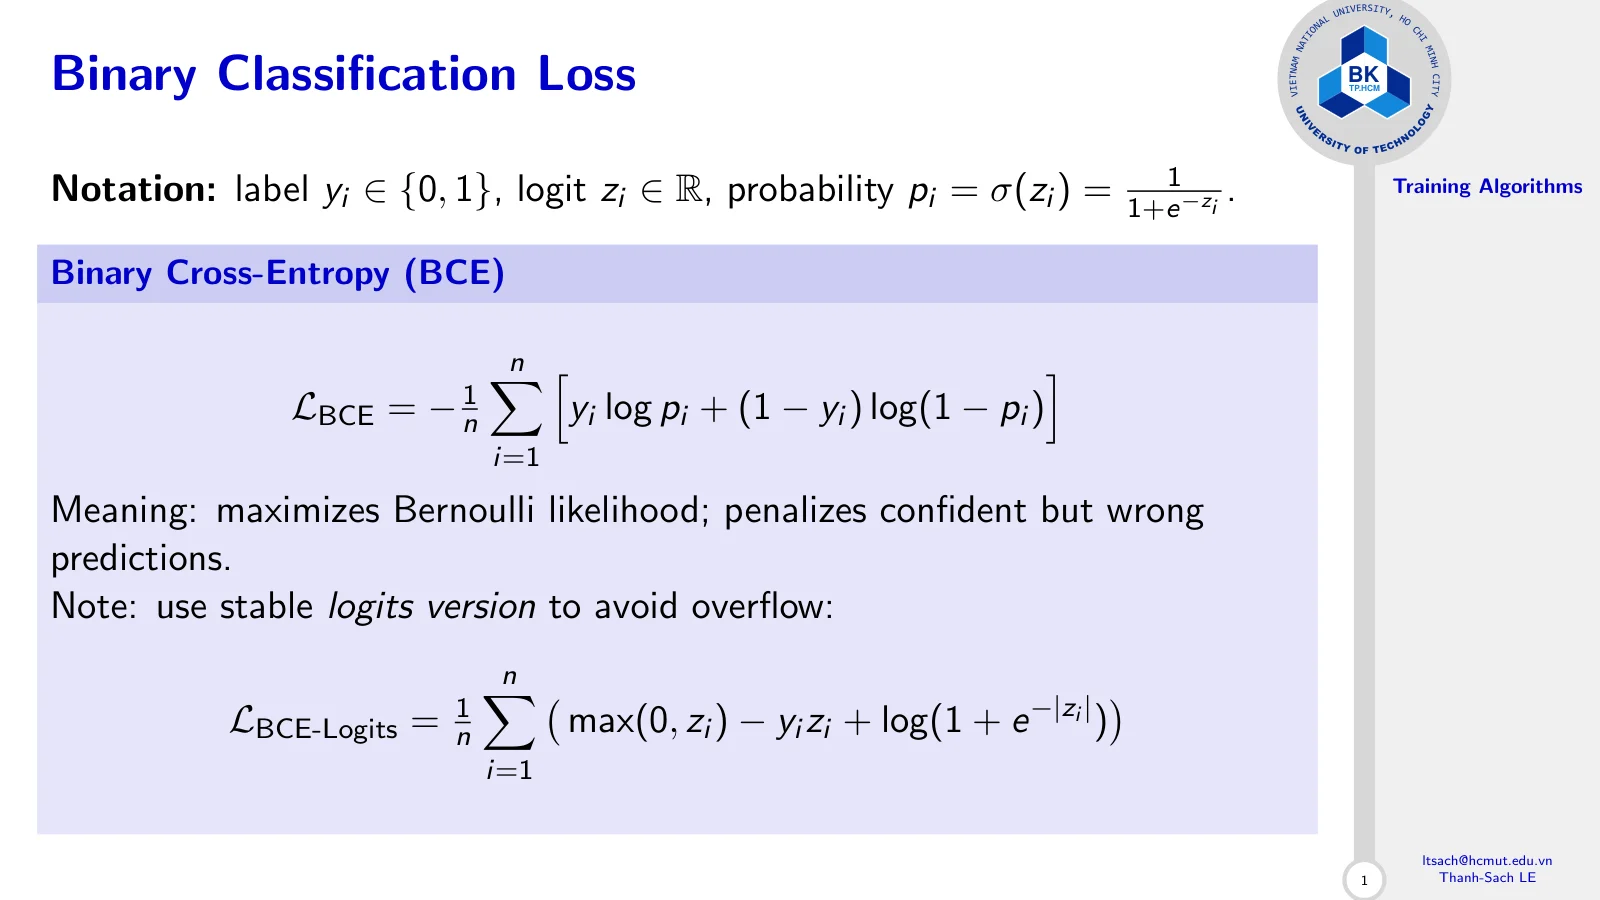 Binary Classification Loss
VIETNAM NATIONAL UNIVERSITY, HO CHI MINH CITY
BK
TP.HCM
UNIVERSITY OF TECHNOLOGY
Training Algorithms
Notation: label yᵢ ∈ {0, 1}, logit zᵢ ∈ ℝ, probability pᵢ = σ(zᵢ) = 1/(1+e^{−zᵢ}).
Binary Cross-Entropy (BCE)
ℒ_BCE = −1/n ∑_{i=1}^{n} [yᵢ log pᵢ + (1 − yᵢ) log(1 − pᵢ)]
Meaning: maximizes Bernoulli likelihood; penalizes confident but wrong
predictions.
Note: use stable logits version to avoid overflow:
ℒ_BCE-Logits = 1/n ∑_{i=1}^{n} (max(0, zᵢ) − yᵢzᵢ + log(1 + e^{−|zᵢ|}))
ltsach@hcmut.edu.vn
Thanh-Sach LE
1